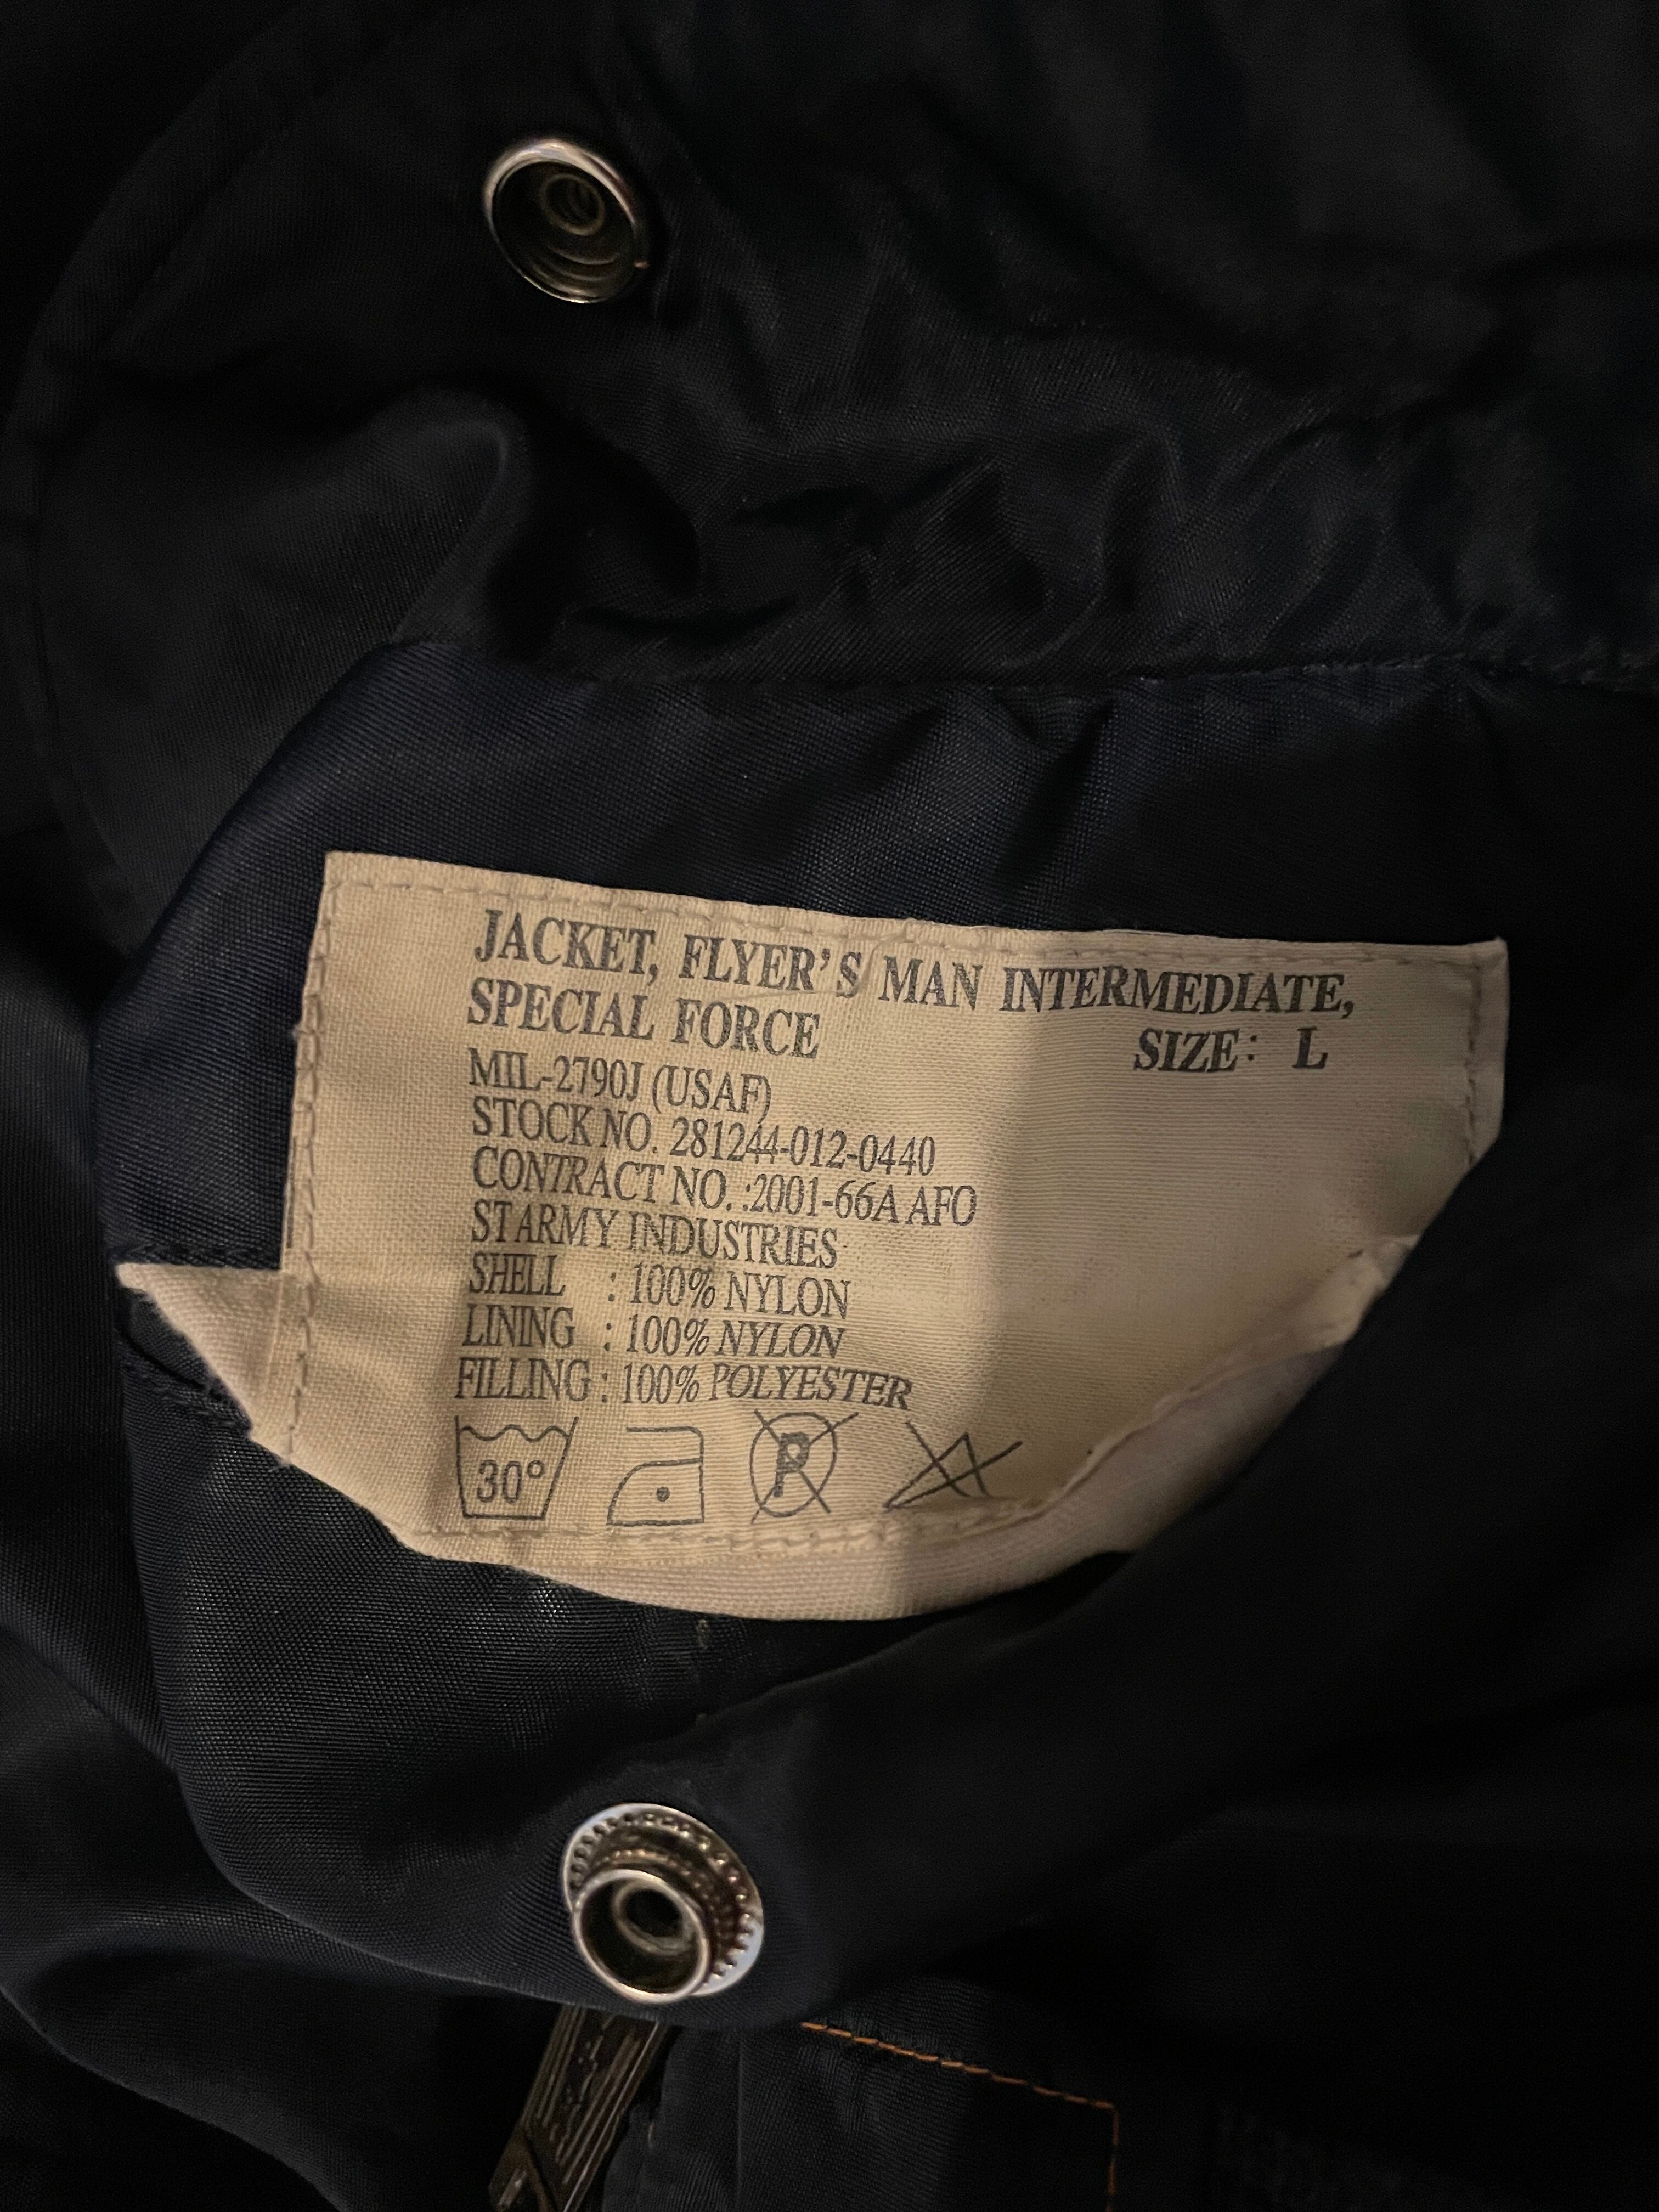 JACKET, FLYER'S MAN INTERMEDIATE,
SPECIAL FORCE
SIZE: L
MIL-2790J (USAF)
STOCK NO. 281244-012-0440
CONTRACT NO. :2001-66A AFO
STARMY INDUSTRIES
SHELL : 100% NYLON
LINING : 100% NYLON
FILLING : 100% POLYESTER
30° P